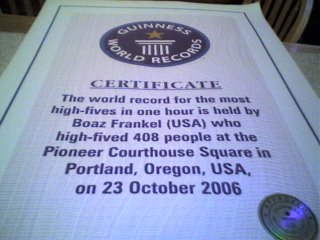 GUINNESS
WORLD RECORDS
CERTIFICATE
The world record for the most
high-fives in one hour is held by
Boaz Frankel (USA) who
high-fived 408 people at the
Pioneer Courthouse Square in
Portland, Oregon, USA,
on 23 October 2006